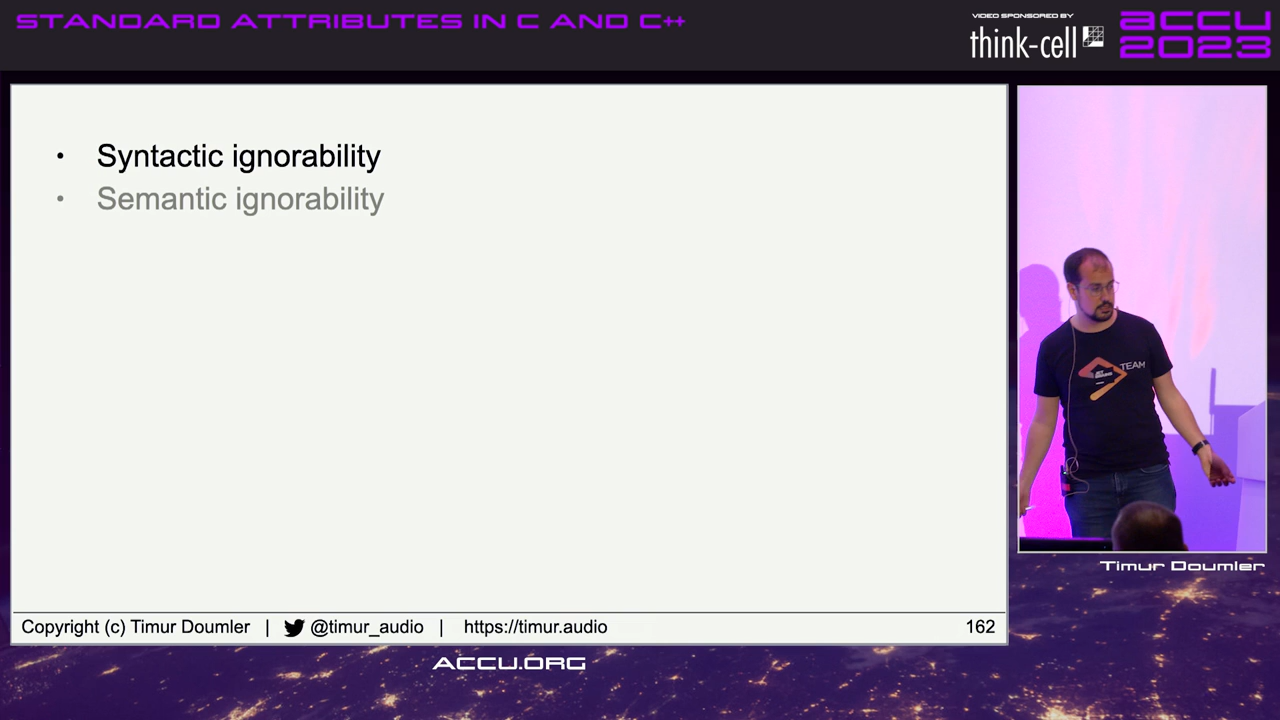 STANDARD ATTRIBUTES IN C AND C++
VIDEO SPONSORED BY
think-cell
ACCU
2023
• Syntactic ignorability
• Semantic ignorability
TEAM
Timur Doumler
Copyright (c) Timur Doumler | @timur_audio | https://timur.audio
162
ACCU.ORG